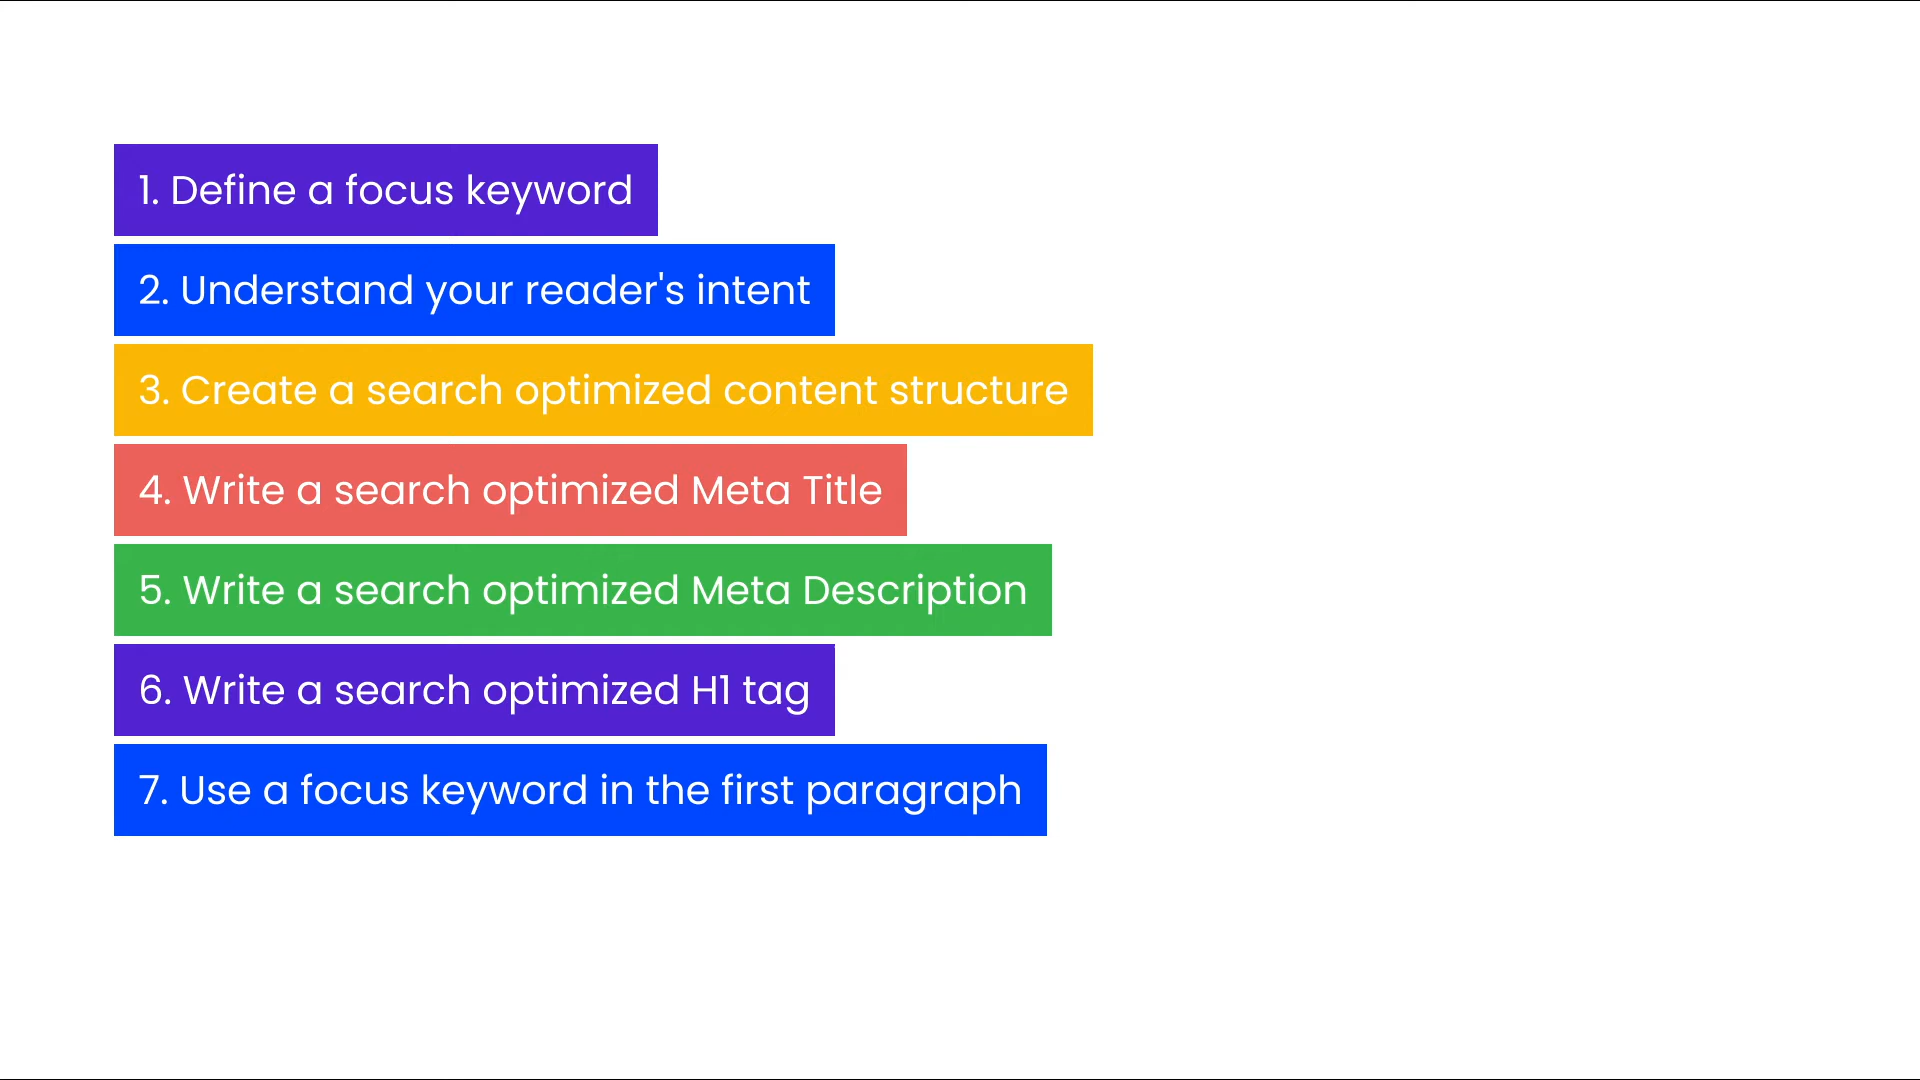 1. Define a focus keyword
2. Understand your reader's intent
3. Create a search optimized content structure
4. Write a search optimized Meta Title
5. Write a search optimized Meta Description
6. Write a search optimized H1 tag
7. Use a focus keyword in the first paragraph